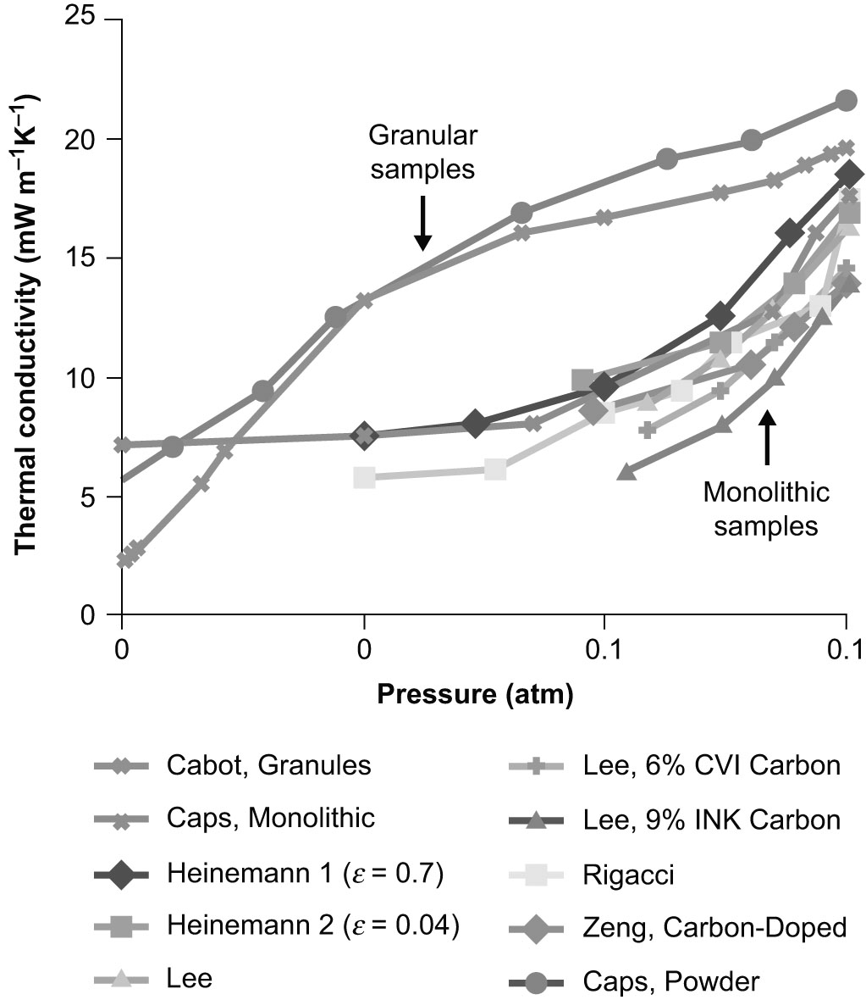 25
20
15
10
5
0
Thermal conductivity (mW m⁻¹K⁻¹)
Granular
samples
Monolithic
samples
0 0 0.1 0.1
Pressure (atm)
Cabot, Granules
Caps, Monolithic
Heinemann 1 (ε = 0.7)
Heinemann 2 (ε = 0.04)
Lee
Lee, 6% CVI Carbon
Lee, 9% INK Carbon
Rigacci
Zeng, Carbon-Doped
Caps, Powder